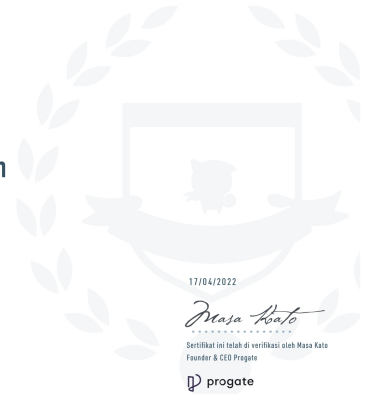 17/04/2022
Masa Kato
Sertifikat ini telah di verifikasi oleh Masa Kato
Founder & CEO Progate
progate